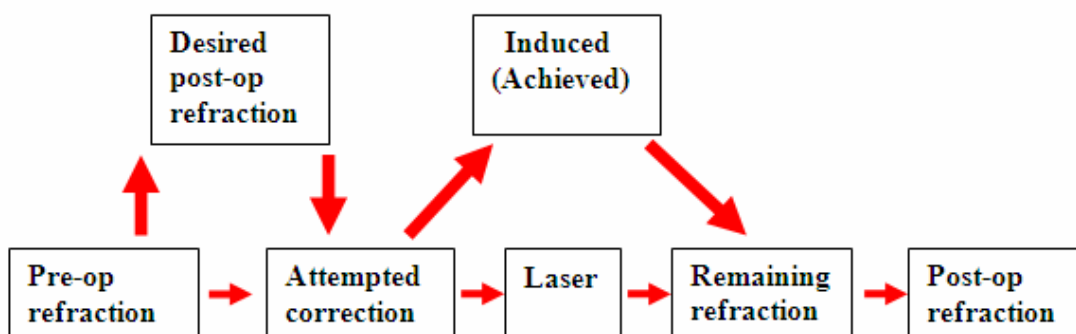 Desired
post-op
refraction
Induced
(Achieved)
Pre-op
refraction
Attempted
correction
Laser
Remaining
refraction
Post-op
refraction